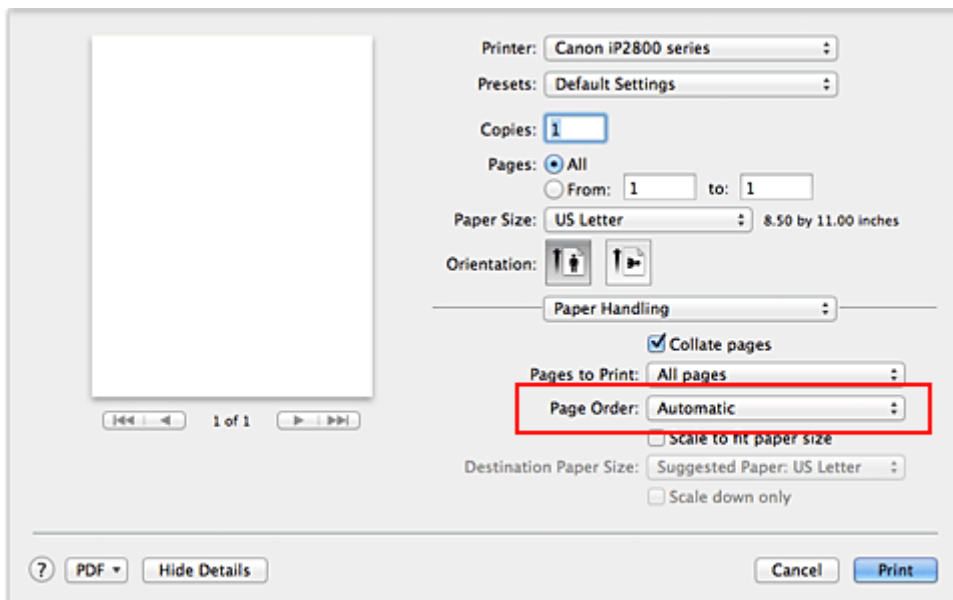 Printer: Canon iP2800 series
Presets: Default Settings
Copies: 1
Pages: All
From: 1 to: 1
Paper Size: US Letter 8.50 by 11.00 inches
Orientation:
Paper Handling
Collate pages
Pages to Print: All pages
Page Order: Automatic
Scale to fit paper size
Destination Paper Size: Suggested Paper: US Letter
Scale down only
1 of 1
? PDF Hide Details Cancel Print